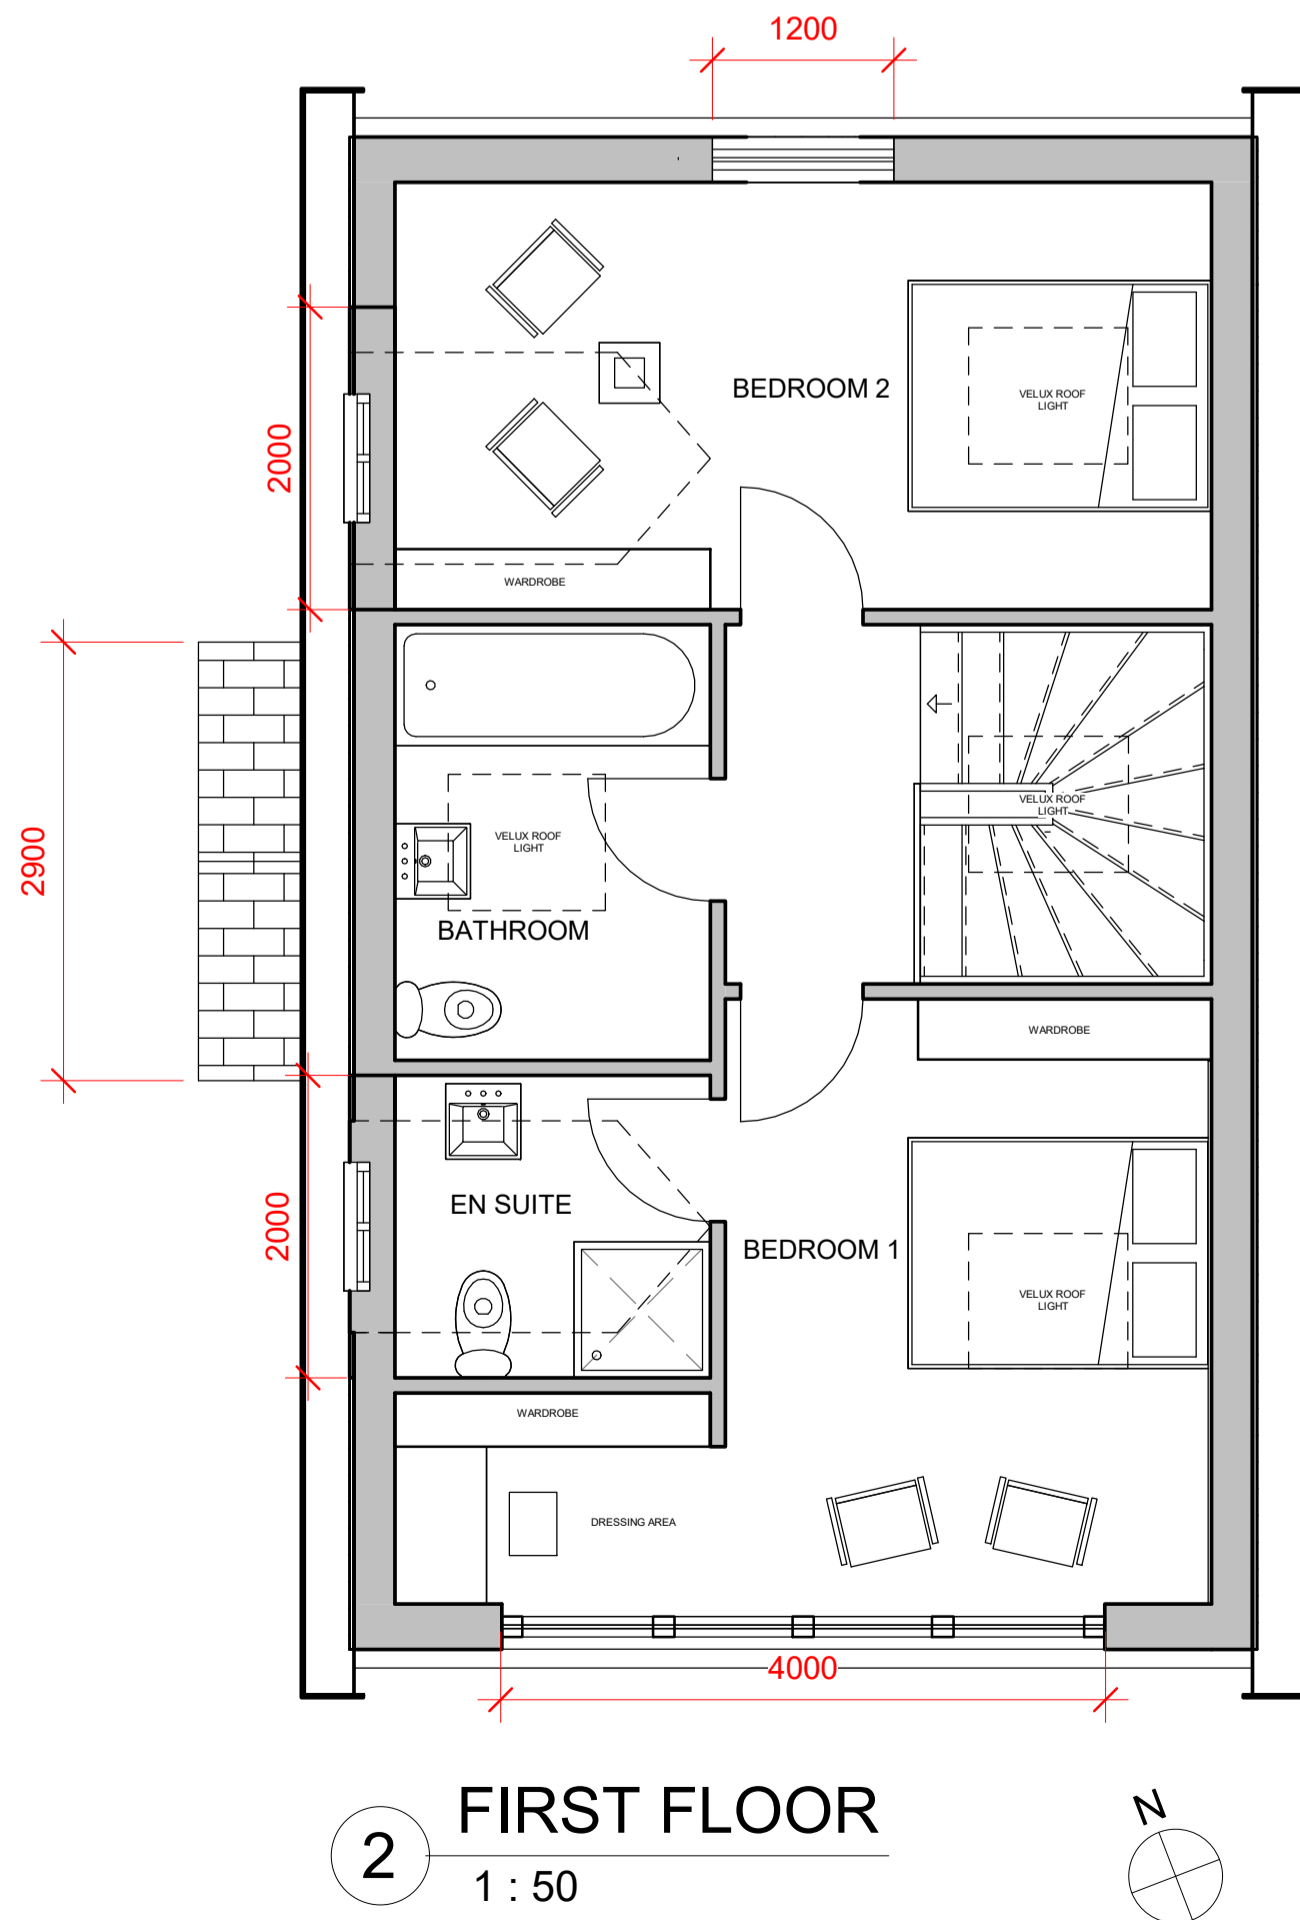 1200
2000
BEDROOM 2
VELUX ROOF
LIGHT
WARDROBE
2900
VELUX ROOF
LIGHT
VELUX ROOF
LIGHT
BATHROOM
WARDROBE
2000
EN SUITE
BEDROOM 1
VELUX ROOF
LIGHT
WARDROBE
DRESSING AREA
4000
2
FIRST FLOOR
1 : 50
N